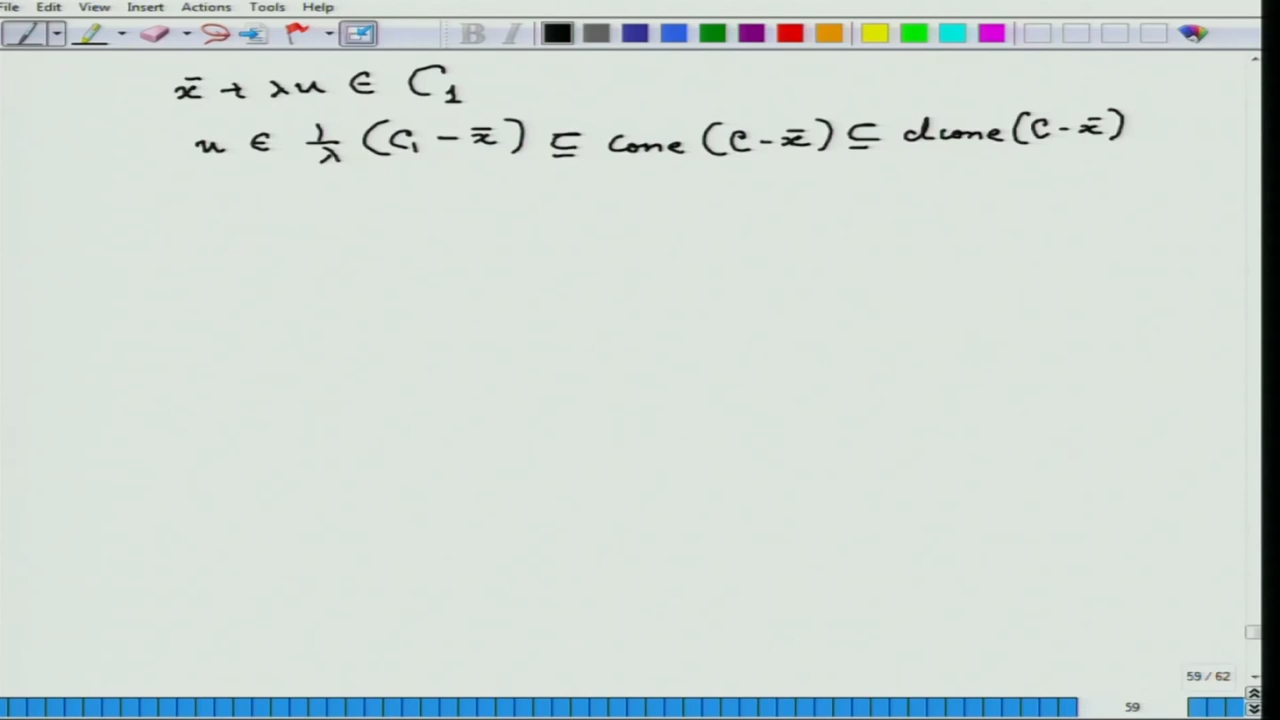 File Edit View Insert Actions Tools Help
B I
x̄ + λu ∈ C₁
u ∈ 1/λ (C₁ - x̄) ⊆ cone (C - x̄) ⊆ clcone (C - x̄)
59 / 62
59